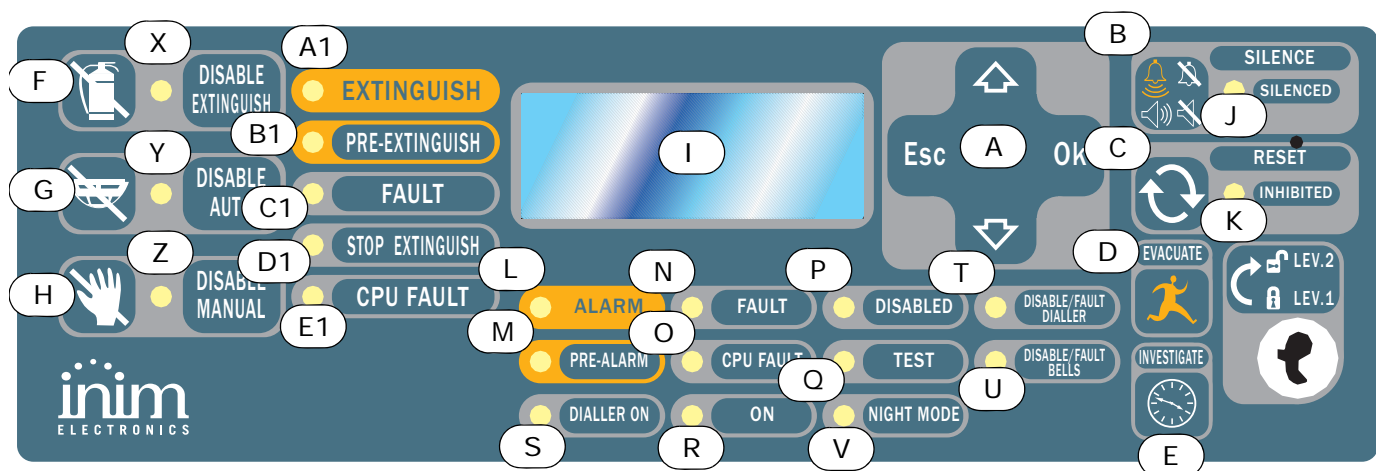 X
A1
B
F
DISABLE
EXTINGUISH
EXTINGUISH
SILENCE
SILENCED
J
B1
PRE-EXTINGUISH
I
Esc
A
Ok
C
RESET
INHIBITED
K
Y
G
DISABLE
AUT
C1
FAULT
STOP EXTINGUISH
D1
Z
H
DISABLE
MANUAL
CPU FAULT
E1
L
N
P
T
D
EVACUATE
LEV.2
LEV.1
ALARM
FAULT
DISABLED
DISABLE/FAULT
DIALLER
M
O
PRE-ALARM
CPU FAULT
Q
TEST
DISABLE/FAULT
BELLS
U
INVESTIGATE
DIALLER ON
ON
NIGHT MODE
S
R
V
E
inim
ELECTRONICS